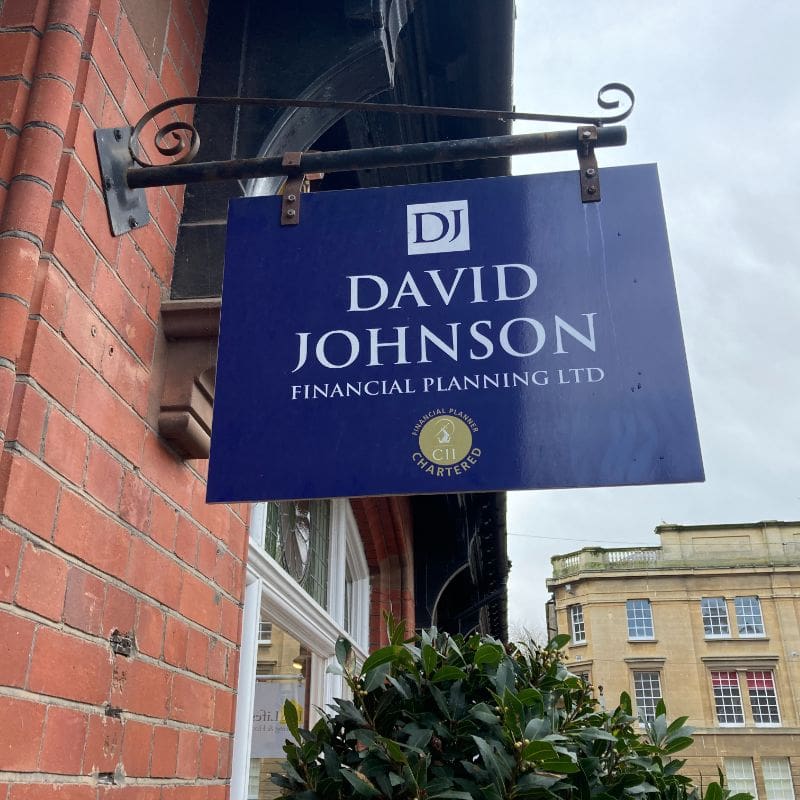 DJ
DAVID
JOHNSON
FINANCIAL PLANNING LTD
FINANCIAL PLANNER
CII
CHARTERED